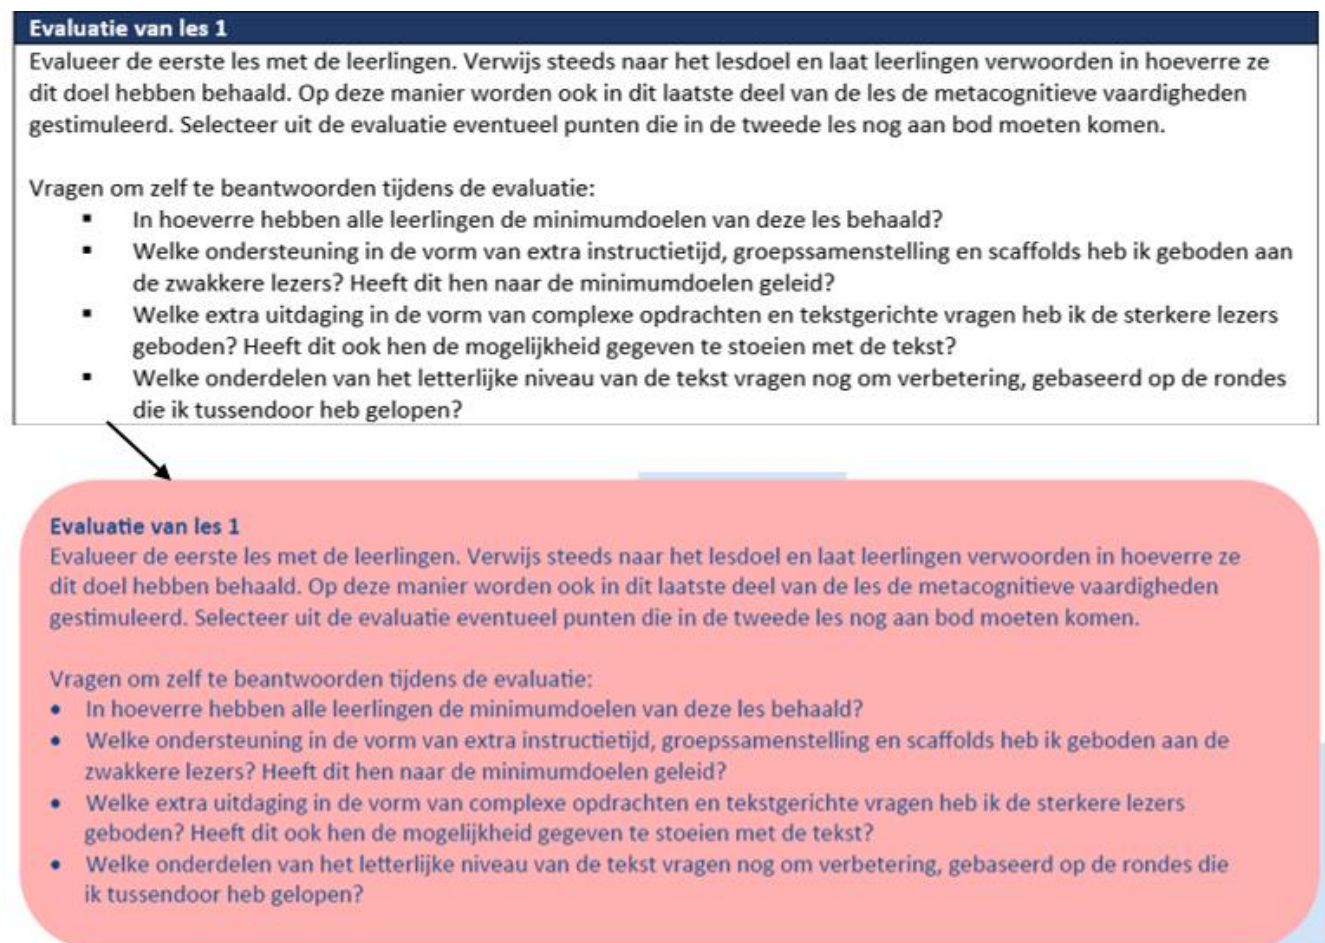 Evaluatie van les 1
Evalueer de eerste les met de leerlingen. Verwijs steeds naar het lesdoel en laat leerlingen verwoorden in hoeverre ze
dit doel hebben behaald. Op deze manier worden ook in dit laatste deel van de les de metacognitieve vaardigheden
gestimuleerd. Selecteer uit de evaluatie eventueel punten die in de tweede les nog aan bod moeten komen.
Vragen om zelf te beantwoorden tijdens de evaluatie:
▪ In hoeverre hebben alle leerlingen de minimumdoelen van deze les behaald?
▪ Welke ondersteuning in de vorm van extra instructietijd, groepssamenstelling en scaffolds heb ik geboden aan
de zwakkere lezers? Heeft dit hen naar de minimumdoelen geleid?
▪ Welke extra uitdaging in de vorm van complexe opdrachten en tekstgerichte vragen heb ik de sterkere lezers
geboden? Heeft dit ook hen de mogelijkheid gegeven te stoeien met de tekst?
▪ Welke onderdelen van het letterlijke niveau van de tekst vragen nog om verbetering, gebaseerd op de rondes
die ik tussendoor heb gelopen?
Evaluatie van les 1
Evalueer de eerste les met de leerlingen. Verwijs steeds naar het lesdoel en laat leerlingen verwoorden in hoeverre ze
dit doel hebben behaald. Op deze manier worden ook in dit laatste deel van de les de metacognitieve vaardigheden
gestimuleerd. Selecteer uit de evaluatie eventueel punten die in de tweede les nog aan bod moeten komen.
Vragen om zelf te beantwoorden tijdens de evaluatie:
• In hoeverre hebben alle leerlingen de minimumdoelen van deze les behaald?
• Welke ondersteuning in de vorm van extra instructietijd, groepssamenstelling en scaffolds heb ik geboden aan de
zwakkere lezers? Heeft dit hen naar de minimumdoelen geleid?
• Welke extra uitdaging in de vorm van complexe opdrachten en tekstgerichte vragen heb ik de sterkere lezers
geboden? Heeft dit ook hen de mogelijkheid gegeven te stoeien met de tekst?
• Welke onderdelen van het letterlijke niveau van de tekst vragen nog om verbetering, gebaseerd op de rondes die
ik tussendoor heb gelopen?